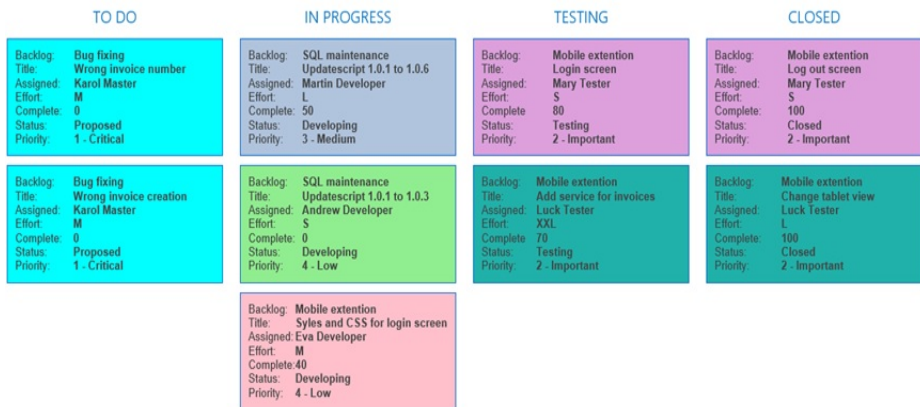 TO DO
Backlog: Bug fixing
Title: Wrong invoice number
Assigned: Karol Master
Effort: M
Complete: 0
Status: Proposed
Priority: 1 - Critical
Backlog: Bug fixing
Title: Wrong invoice creation
Assigned: Karol Master
Effort: M
Complete: 0
Status: Proposed
Priority: 1 - Critical
IN PROGRESS
Backlog: SQL maintenance
Title: Updatescript 1.0.1 to 1.0.6
Assigned: Martin Developer
Effort: L
Complete: 50
Status: Developing
Priority: 3 - Medium
Backlog: SQL maintenance
Title: Updatescript 1.0.1 to 1.0.3
Assigned: Andrew Developer
Effort: S
Complete: 0
Status: Developing
Priority: 4 - Low
Backlog: Mobile extention
Title: Syles and CSS for login screen
Assigned: Eva Developer
Effort: M
Complete: 40
Status: Developing
Priority: 4 - Low
TESTING
Backlog: Mobile extention
Title: Login screen
Assigned: Mary Tester
Effort: S
Complete 80
Status: Testing
Priority: 2 - Important
Backlog: Mobile extention
Title: Add service for invoices
Assigned: Luck Tester
Effort: XXL
Complete 70
Status: Testing
Priority: 2 - Important
CLOSED
Backlog: Mobile extention
Title: Log out screen
Assigned: Mary Tester
Effort: S
Complete: 100
Status: Closed
Priority: 2 - Important
Backlog: Mobile extention
Title: Change tablet view
Assigned: Luck Tester
Effort: L
Complete: 100
Status: Closed
Priority: 2 - Important